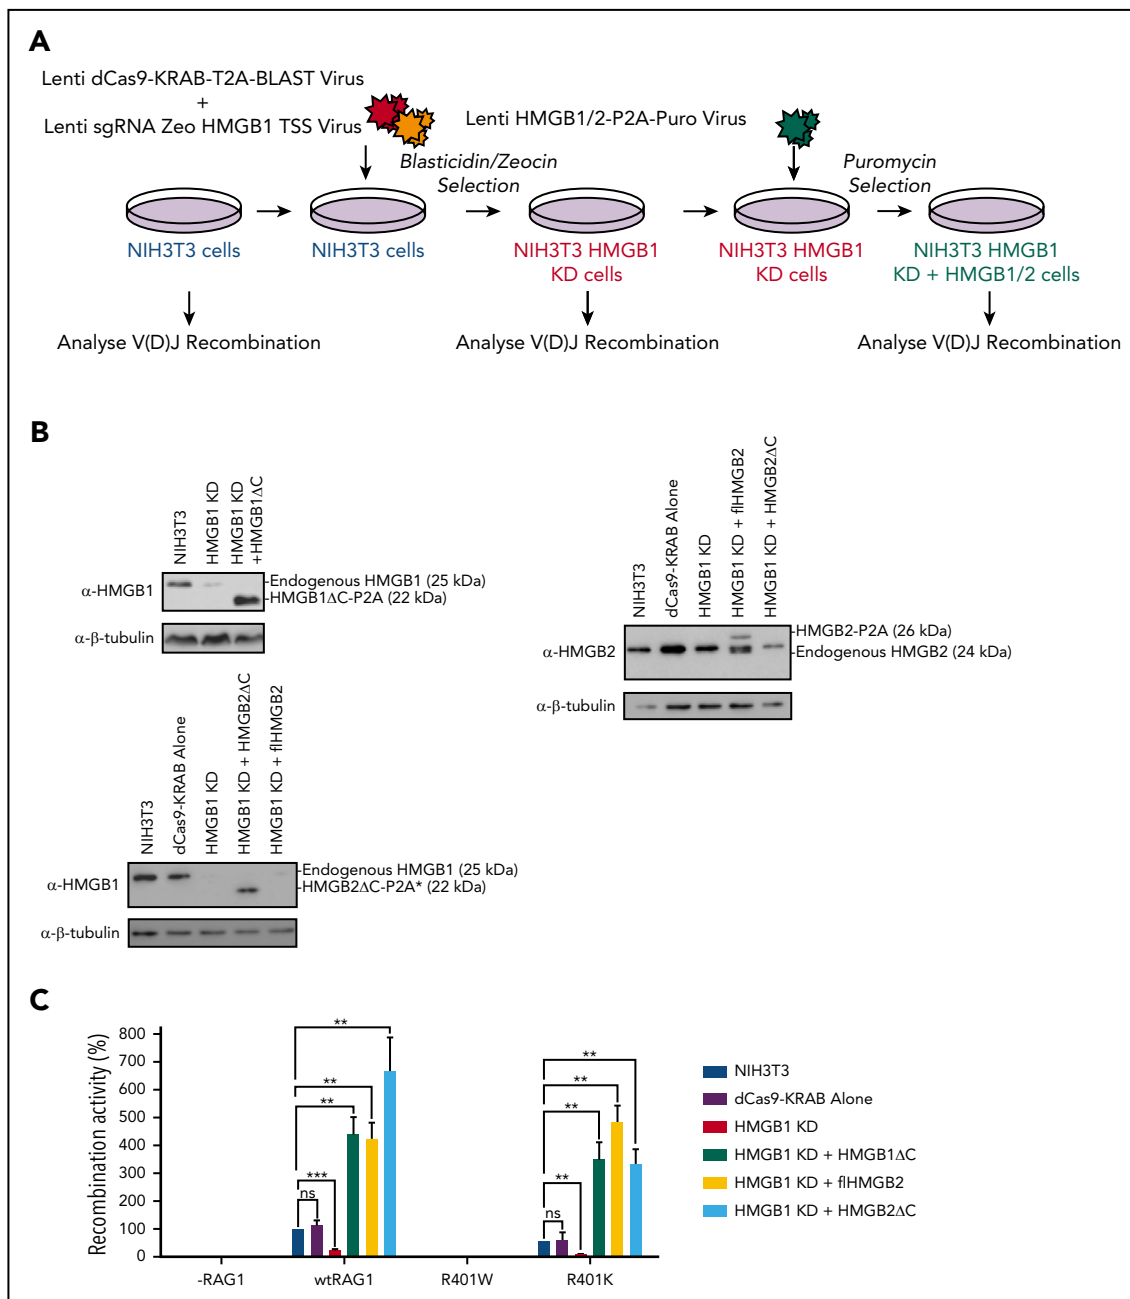 A
Lenti dCas9-KRAB-T2A-BLAST Virus
+
Lenti sgRNA Zeo HMGB1 TSS Virus
Lenti HMGB1/2-P2A-Puro Virus
Blasticidin/Zeocin
Selection
Puromycin
Selection
NIH3T3 cells
NIH3T3 cells
NIH3T3 HMGB1
KD cells
NIH3T3 HMGB1
KD cells
NIH3T3 HMGB1
KD + HMGB1/2 cells
Analyse V(D)J Recombination
Analyse V(D)J Recombination
Analyse V(D)J Recombination
B
NIH3T3
HMGB1 KD
HMGB1 KD
+HMGB1ΔC
α-HMGB1
-Endogenous HMGB1 (25 kDa)
-HMGB1ΔC-P2A (22 kDa)
α-β-tubulin
NIH3T3
dCas9-KRAB Alone
HMGB1 KD
HMGB1 KD + flHMGB2
HMGB1 KD + HMGB2ΔC
α-HMGB2
-HMGB2-P2A (26 kDa)
-Endogenous HMGB2 (24 kDa)
α-β-tubulin
NIH3T3
dCas9-KRAB Alone
HMGB1 KD
HMGB1 KD + HMGB2ΔC
HMGB1 KD + flHMGB2
α-HMGB1
-Endogenous HMGB1 (25 kDa)
-HMGB2ΔC-P2A* (22 kDa)
α-β-tubulin
C
Recombination activity (%)
800
700
600
500
400
300
200
100
0
**
**
**
***
ns
**
**
**
**
ns
-RAG1
wtRAG1
R401W
R401K
NIH3T3
dCas9-KRAB Alone
HMGB1 KD
HMGB1 KD + HMGB1ΔC
HMGB1 KD + flHMGB2
HMGB1 KD + HMGB2ΔC